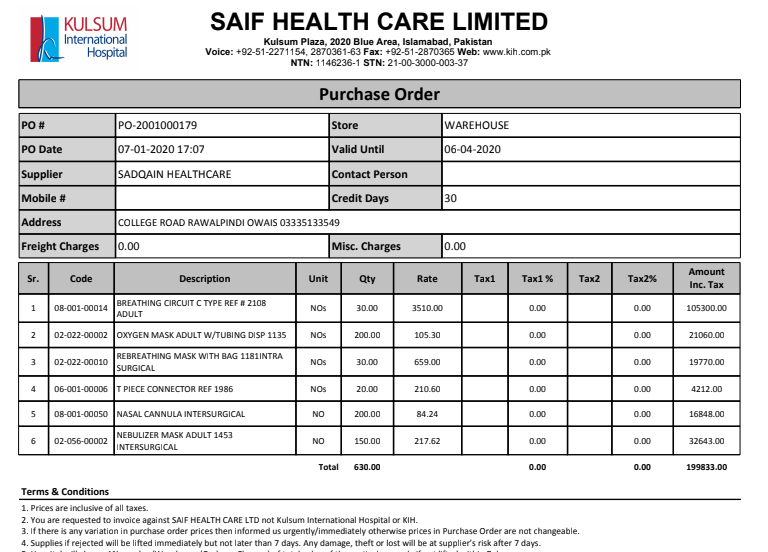 KULSUM
International
Hospital
SAIF HEALTH CARE LIMITED
Kulsum Plaza, 2020 Blue Area, Islamabad, Pakistan
Voice: +92-51-2271154, 2870361-63 Fax: +92-51-2870365 Web: www.kih.com.pk
NTN: 1146236-1 STN: 21-00-3000-003-37
Purchase Order
PO # PO-2001000179 Store WAREHOUSE
PO Date 07-01-2020 17:07 Valid Until 06-04-2020
Supplier SADQAIN HEALTHCARE Contact Person
Mobile # Credit Days 30
Address COLLEGE ROAD RAWALPINDI OWAIS 03335133549
Freight Charges 0.00 Misc. Charges 0.00
Sr. Code Description Unit Qty Rate Tax1 Tax1 % Tax2 Tax2% Amount Inc. Tax
1 08-001-00014 BREATHING CIRCUIT C TYPE REF # 2108 ADULT NOs 30.00 3510.00 0.00 0.00 105300.00
2 02-022-00002 OXYGEN MASK ADULT W/TUBING DISP 1135 NOs 200.00 105.30 0.00 0.00 21060.00
3 02-022-00010 REBREATHING MASK WITH BAG 1181INTRA SURGICAL NOs 30.00 659.00 0.00 0.00 19770.00
4 06-001-00006 T PIECE CONNECTOR REF 1986 NOs 20.00 210.60 0.00 0.00 4212.00
5 08-001-00050 NASAL CANNULA INTERSURGICAL NO 200.00 84.24 0.00 0.00 16848.00
6 02-056-00002 NEBULIZER MASK ADULT 1453 INTERSURGICAL NO 150.00 217.62 0.00 0.00 32643.00
Total 630.00 0.00 0.00 199833.00
Terms & Conditions
1. Prices are inclusive of all taxes.
2. You are requested to invoice against SAIF HEALTH CARE LTD not Kulsum International Hospital or KIH.
3. If there is any variation in purchase order prices then informed us urgently/immediately otherwise prices in Purchase Order are not changeable.
4. Supplies if rejected will be lifted immediately but not later than 7 days. Any damage, theft or lost will be at supplier's risk after 7 days.